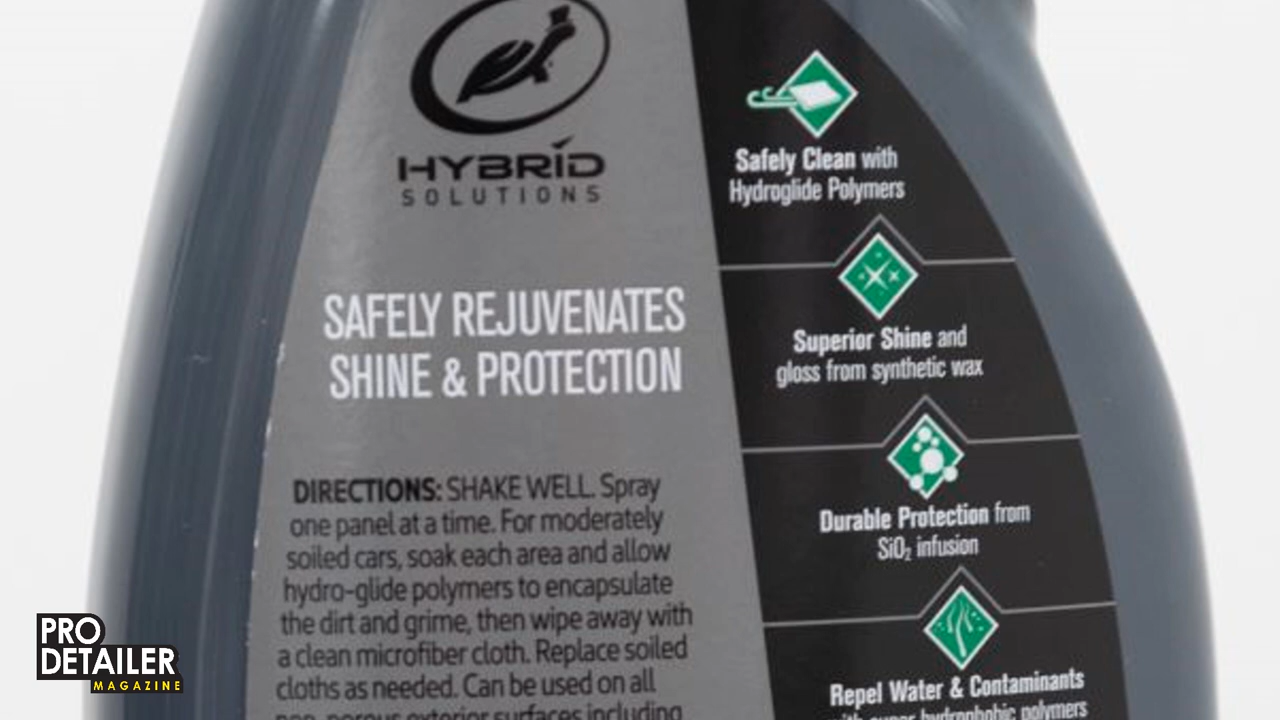 HYBRID
SOLUTIONS
SAFELY REJUVENATES
SHINE & PROTECTION
DIRECTIONS: SHAKE WELL. Spray
one panel at a time. For moderately
soiled cars, soak each area and allow
hydro-glide polymers to encapsulate
the dirt and grime, then wipe away with
a clean microfiber cloth. Replace soiled
cloths as needed. Can be used on all
non-porous exterior surfaces including
Safely Clean with
Hydroglide Polymers
Superior Shine and
gloss from synthetic wax
Durable Protection from
SiO₂ infusion
Repel Water & Contaminants
with super hydrophobic polymers
PRO
DETAILER
MAGAZINE